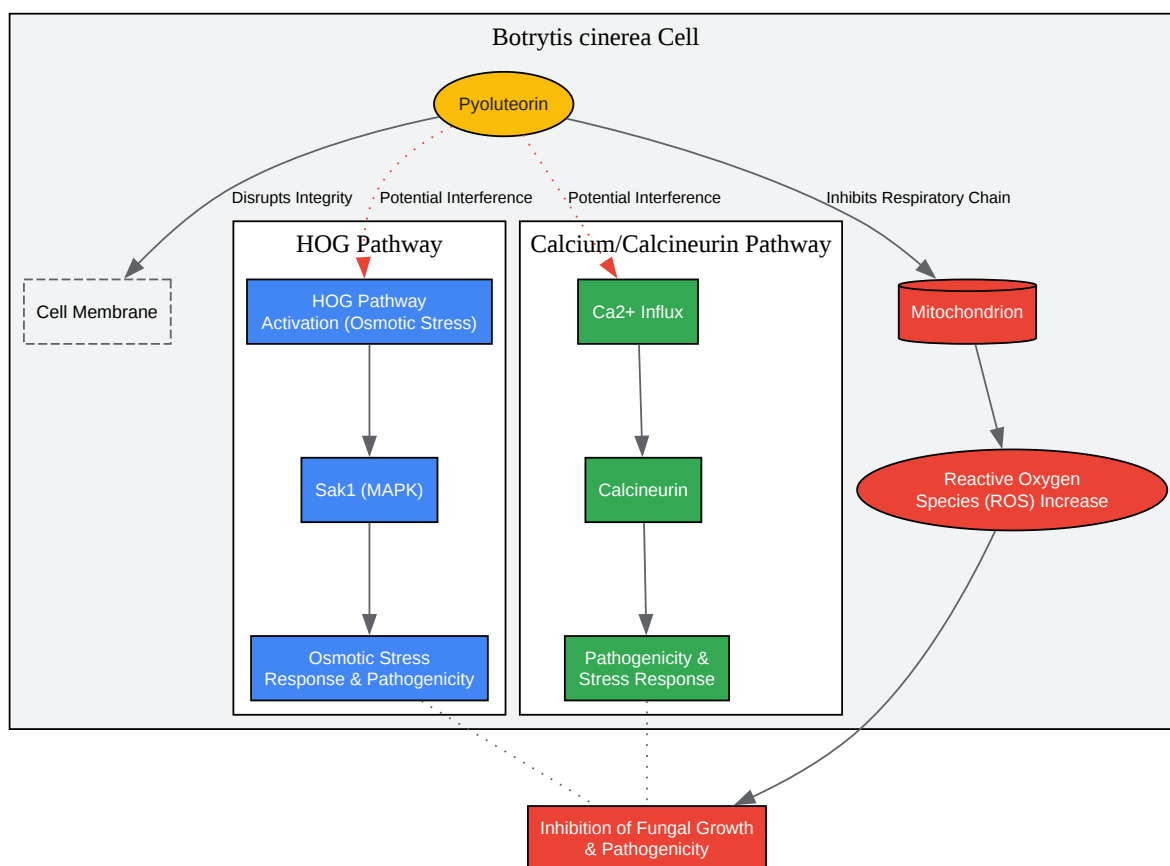 Botrytis cinerea Cell
Pyoluteorin
Disrupts Integrity
Potential Interference
Potential Interference
Inhibits Respiratory Chain
HOG Pathway
Calcium/Calcineurin Pathway
Cell Membrane
HOG Pathway
Activation (Osmotic Stress)
Ca2+ Influx
Mitochondrion
Sak1 (MAPK)
Calcineurin
Reactive Oxygen
Species (ROS) Increase
Osmotic Stress
Response & Pathogenicity
Pathogenicity &
Stress Response
Inhibition of Fungal Growth
& Pathogenicity